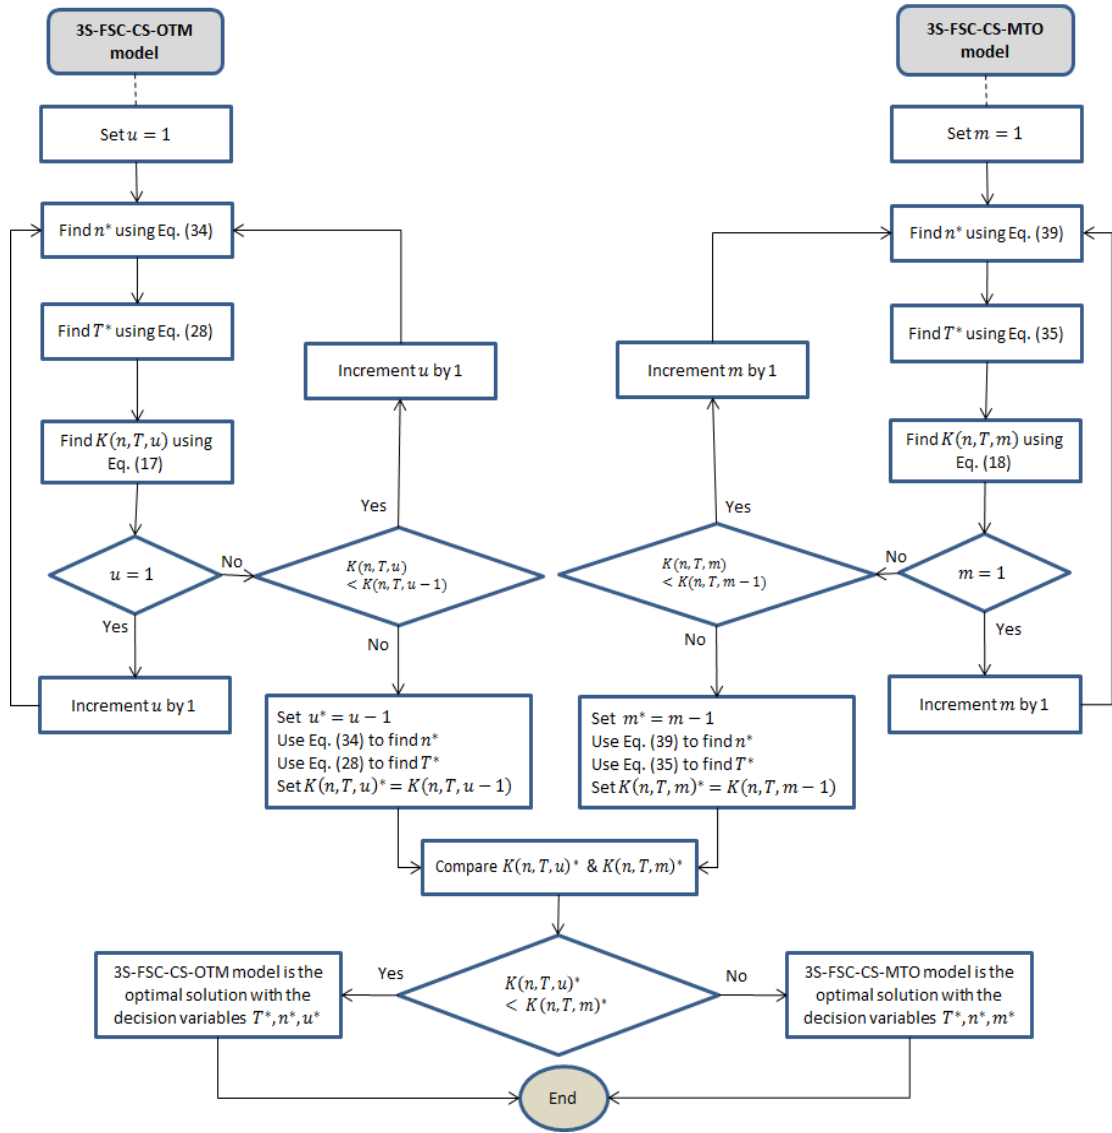 3S-FSC-CS-OTM
model
Set u = 1
Find n* using Eq. (34)
Find T* using Eq. (28)
Find K(n, T, u) using
Eq. (17)
u = 1
No
Yes
Increment u by 1
K(n, T, u)
< K(n, T, u − 1)
Yes
Increment u by 1
No
Set u* = u − 1
Use Eq. (34) to find n*
Use Eq. (28) to find T*
Set K(n, T, u)* = K(n, T, u − 1)
3S-FSC-CS-MTO
model
Set m = 1
Find n* using Eq. (39)
Find T* using Eq. (35)
Find K(n, T, m) using
Eq. (18)
m = 1
No
Yes
Increment m by 1
K(n, T, m)
< K(n, T, m − 1)
Yes
Increment m by 1
No
Set m* = m − 1
Use Eq. (39) to find n*
Use Eq. (35) to find T*
Set K(n, T, m)* = K(n, T, m − 1)
Compare K(n, T, u)* & K(n, T, m)*
K(n, T, u)*
< K(n, T, m)*
Yes
3S-FSC-CS-OTM model is the
optimal solution with the
decision variables T*, n*, u*
No
3S-FSC-CS-MTO model is the
optimal solution with the
decision variables T*, n*, m*
End